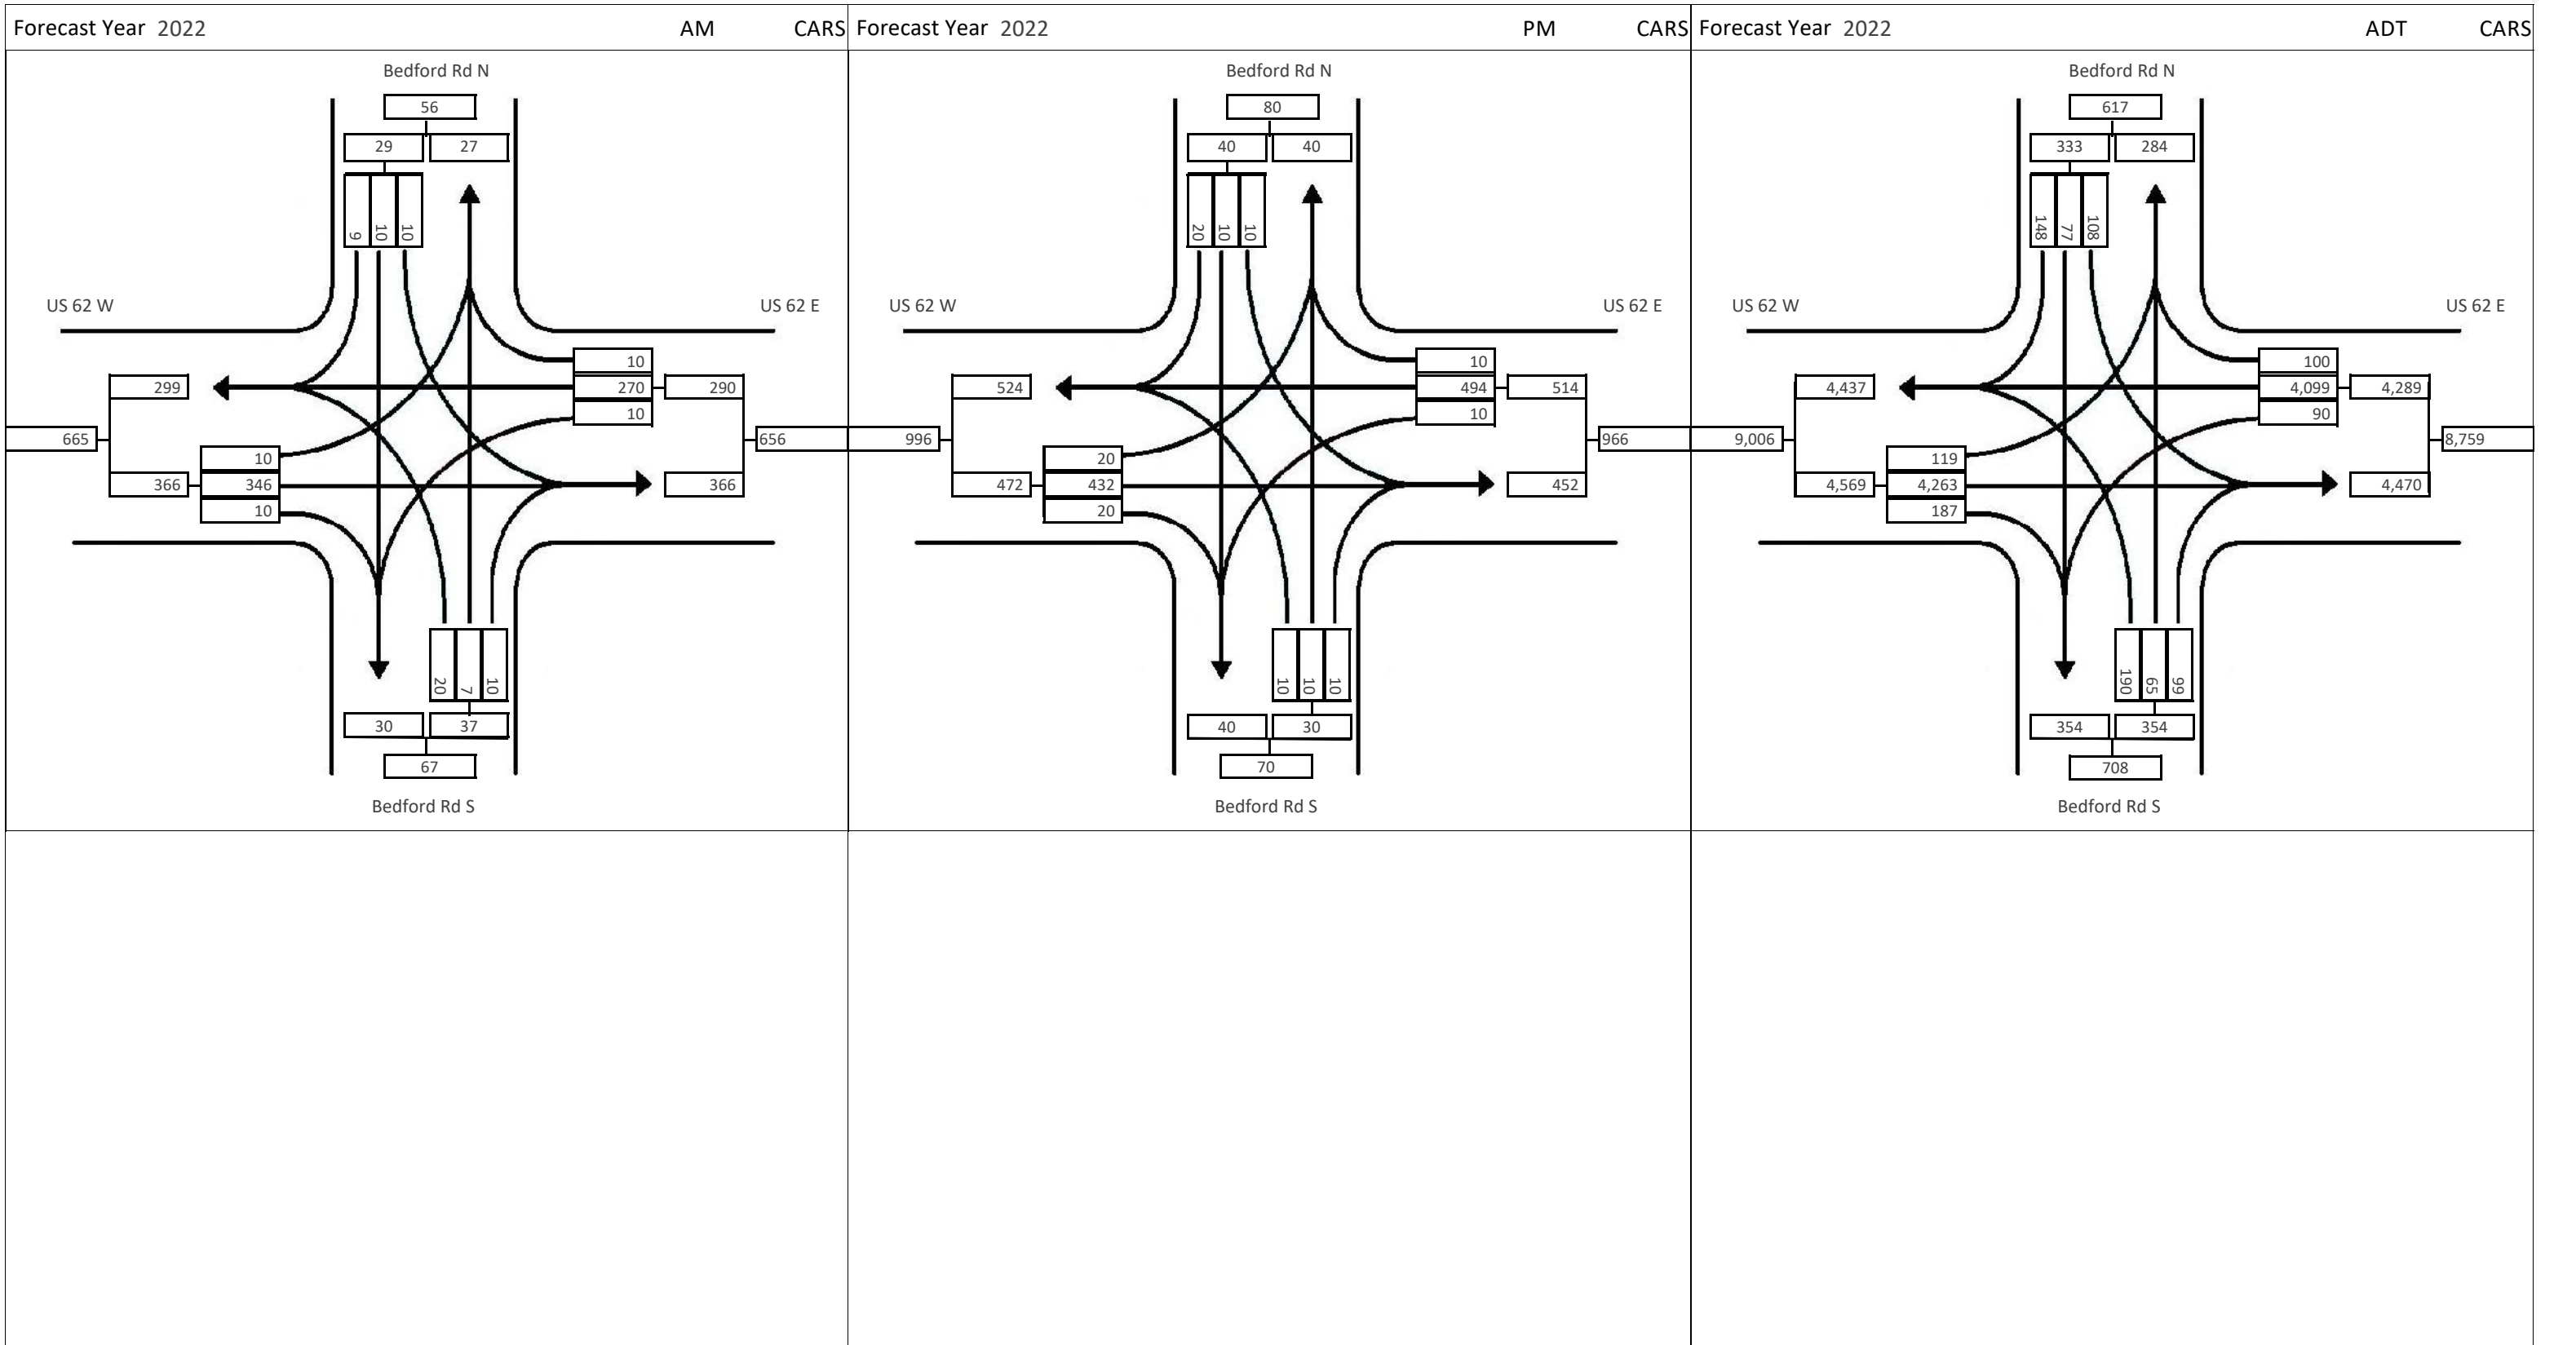 Forecast Year 2022 AM CARS
Bedford Rd N
56
29 27
9 10 10
US 62 W US 62 E
10
299 270 290
10
665 656
10
366 346 366
10
20 7 10
30 37
67
Bedford Rd S
Forecast Year 2022 PM CARS
Bedford Rd N
80
40 40
20 10 10
US 62 W US 62 E
10
524 494 514
10
996 966
20
472 432 452
20
10 10 10
40 30
70
Bedford Rd S
Forecast Year 2022 ADT CARS
Bedford Rd N
617
333 284
148 77 108
US 62 W US 62 E
100
4,437 4,099 4,289
90
9,006 8,759
119
4,569 4,263 4,470
187
190 65 99
354 354
708
Bedford Rd S